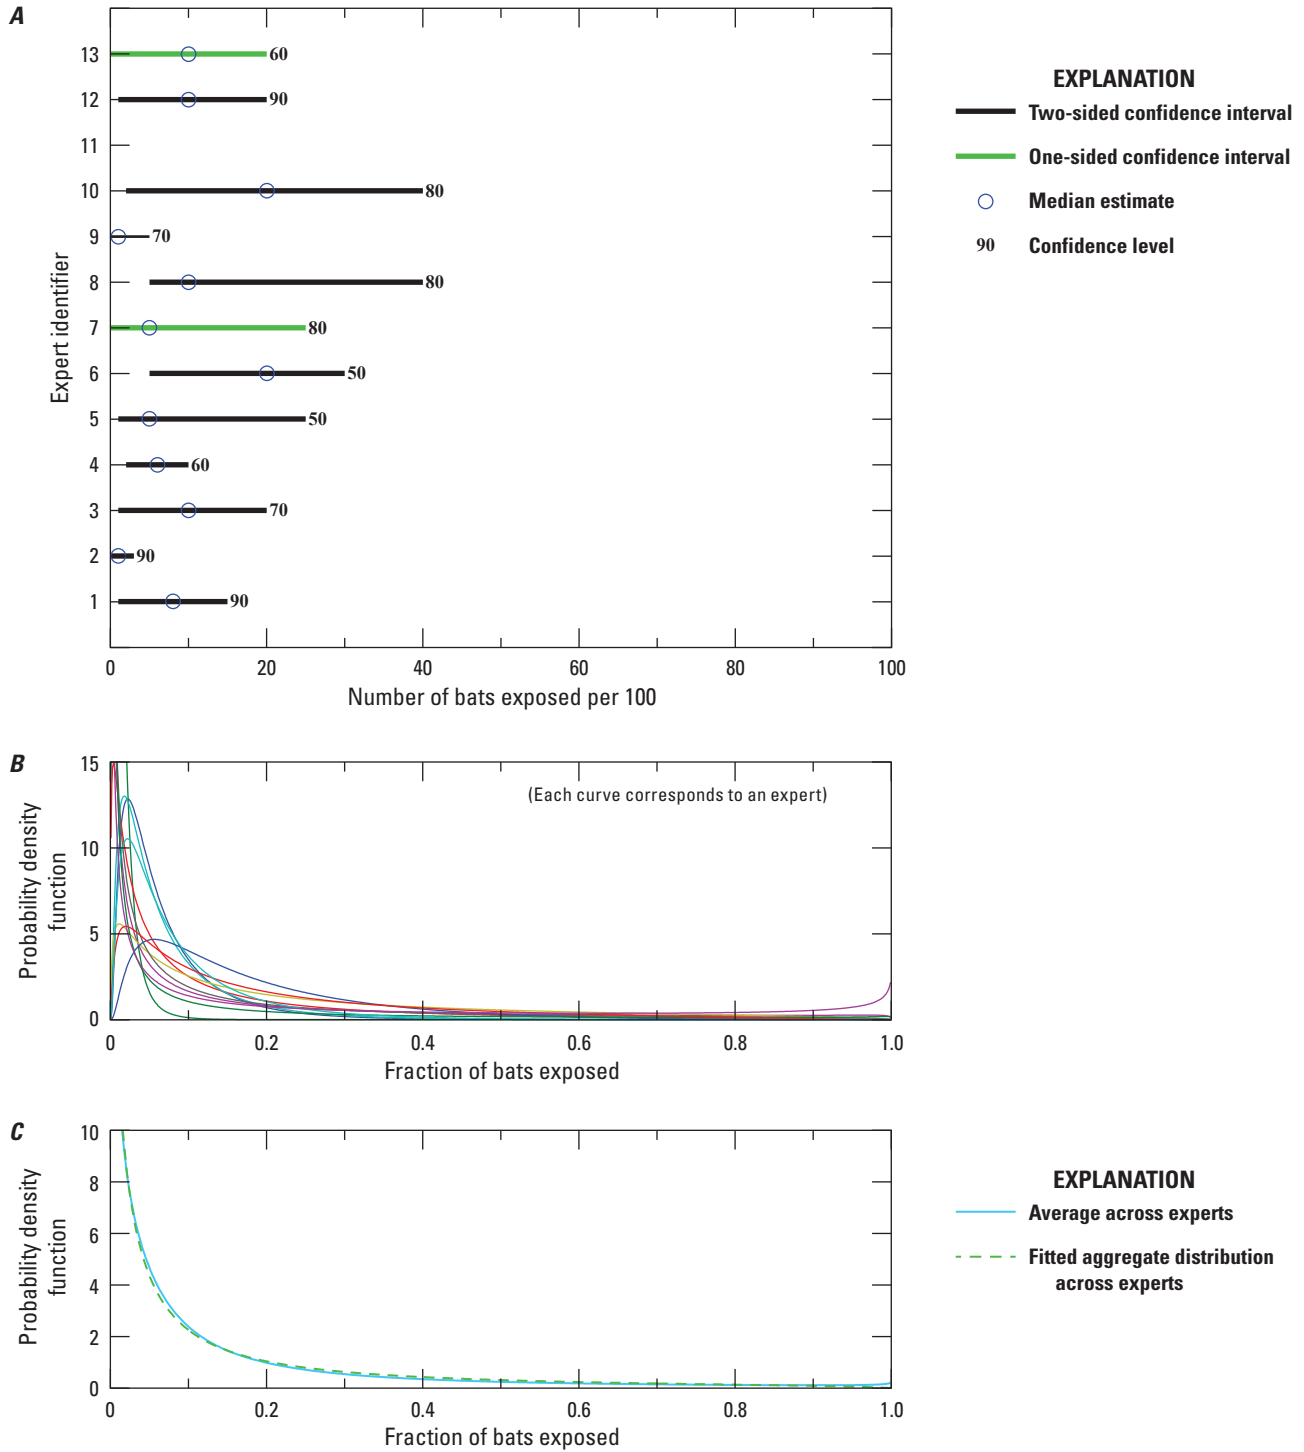 A
13
12
11
10
9
8
7
6
5
4
3
2
1
Expert identifier
60
90
80
70
80
80
50
50
60
70
90
90
0 20 40 60 80 100
Number of bats exposed per 100
EXPLANATION
Two-sided confidence interval
One-sided confidence interval
Median estimate
90 Confidence level
B
15
10
5
0
Probability density
function
(Each curve corresponds to an expert)
0 0.2 0.4 0.6 0.8 1.0
Fraction of bats exposed
C
10
8
6
4
2
0
Probability density
function
0 0.2 0.4 0.6 0.8 1.0
Fraction of bats exposed
EXPLANATION
Average across experts
Fitted aggregate distribution
across experts